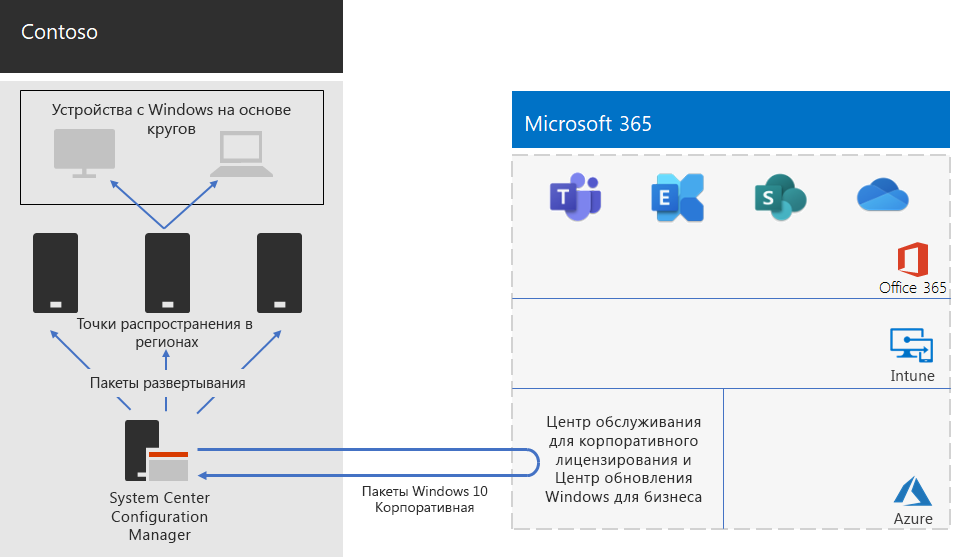 Contoso
Устройства с Windows на основе
кругов
Точки распространения в
регионах
Пакеты развертывания
System Center
Configuration
Manager
Пакеты Windows 10
Корпоративная
Microsoft 365
T
E
S
Office 365
Intune
Центр обслуживания
для корпоративного
лицензирования и
Центр обновления
Windows для бизнеса
Azure